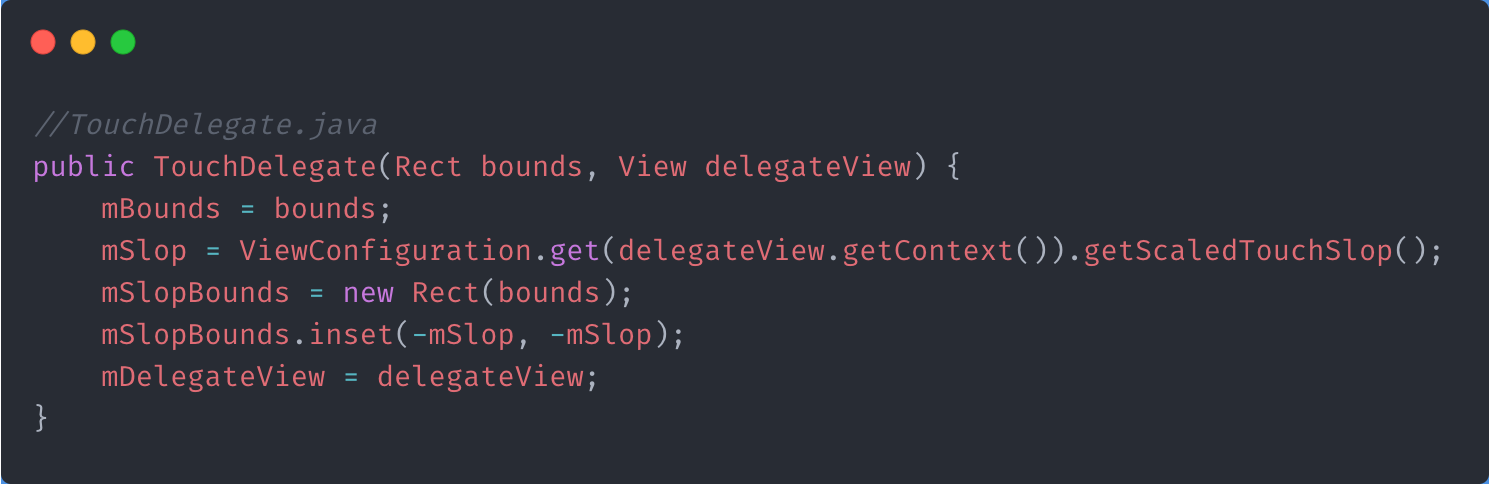 //TouchDelegate.java
public TouchDelegate(Rect bounds, View delegateView) {
    mBounds = bounds;
    mSlop = ViewConfiguration.get(delegateView.getContext()).getScaledTouchSlop();
    mSlopBounds = new Rect(bounds);
    mSlopBounds.inset(-mSlop, -mSlop);
    mDelegateView = delegateView;
}